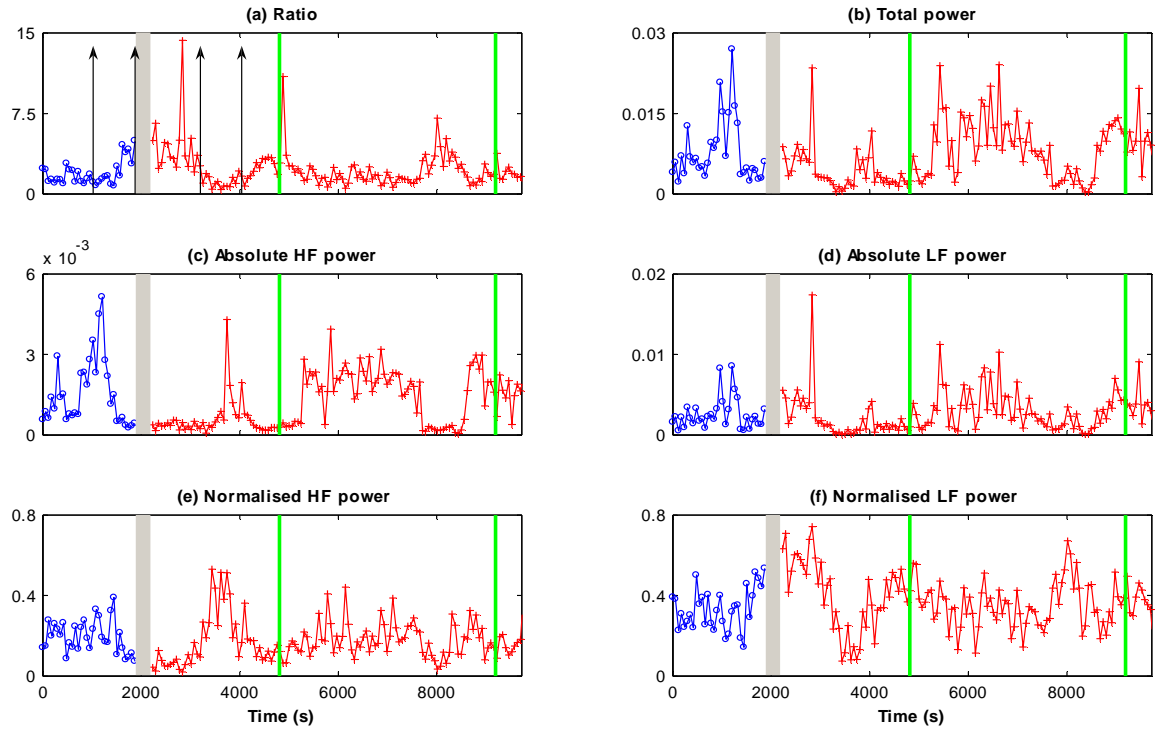 (a) Ratio
15
7.5
0
(b) Total power
0.03
0.015
0
(c) Absolute HF power
x 10^-3
6
3
0
(d) Absolute LF power
0.02
0.01
0
(e) Normalised HF power
0.8
0.4
0
0 2000 4000 6000 8000
Time (s)
(f) Normalised LF power
0.8
0.4
0
0 2000 4000 6000 8000
Time (s)